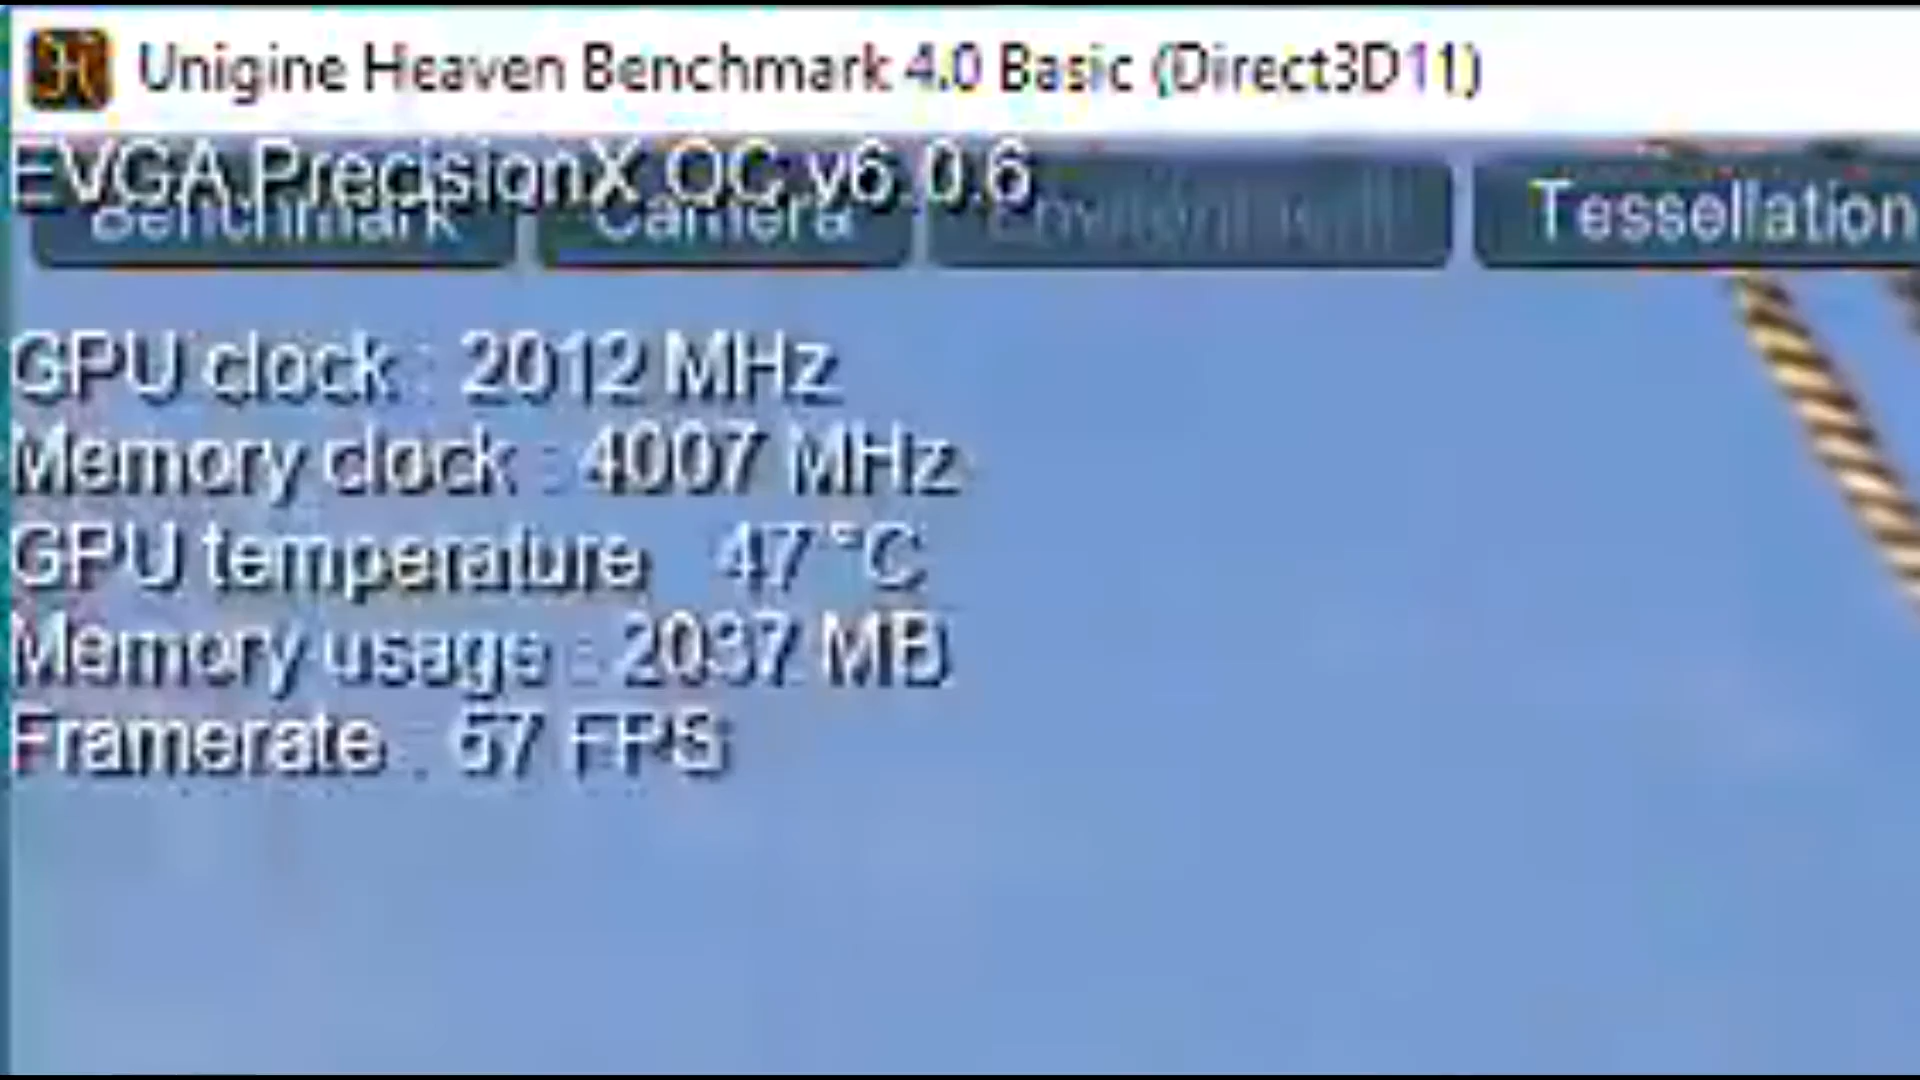 Unigine Heaven Benchmark 4.0 Basic (Direct3D11)
EVGA PrecisionX OC v6.0.6
Benchmark Camera Environment Tessellation
GPU clock : 2012 MHz
Memory clock : 4007 MHz
GPU temperature : 47 °C
Memory usage : 2037 MB
Framerate : FPS